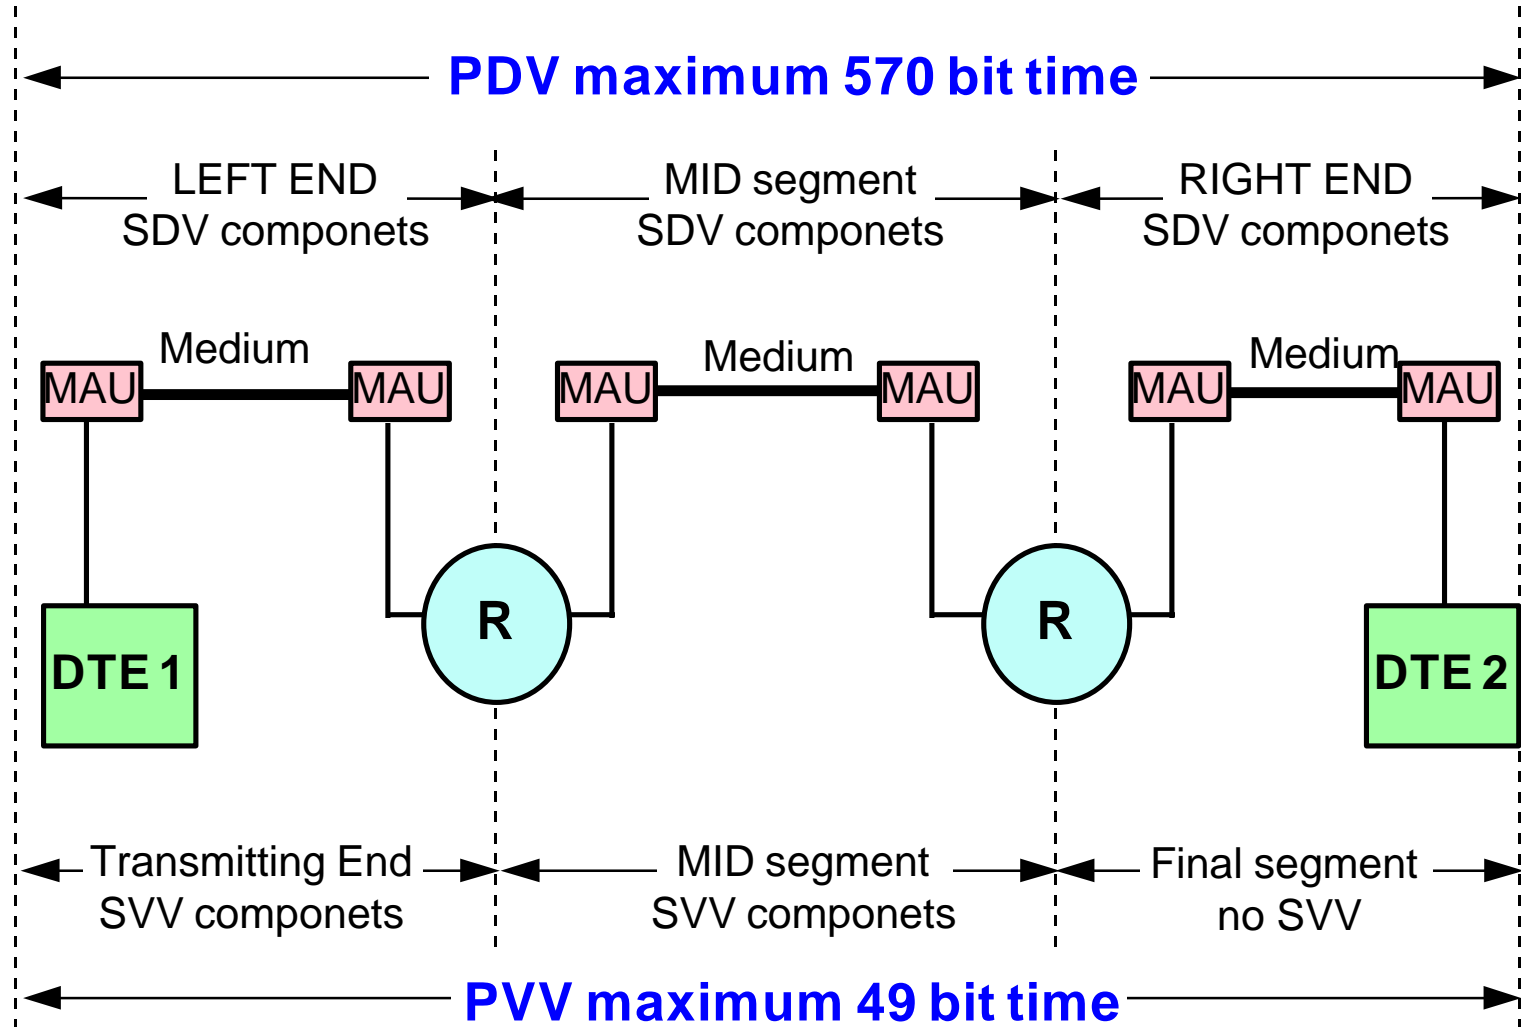 PDV maximum 570 bit time
LEFT END
SDV componets
MID segment
SDV componets
RIGHT END
SDV componets
Medium
Medium
Medium
MAU
MAU
MAU
MAU
MAU
MAU
R
R
DTE 1
DTE 2
Transmitting End
SVV componets
MID segment
SVV componets
Final segment
no SVV
PVV maximum 49 bit time